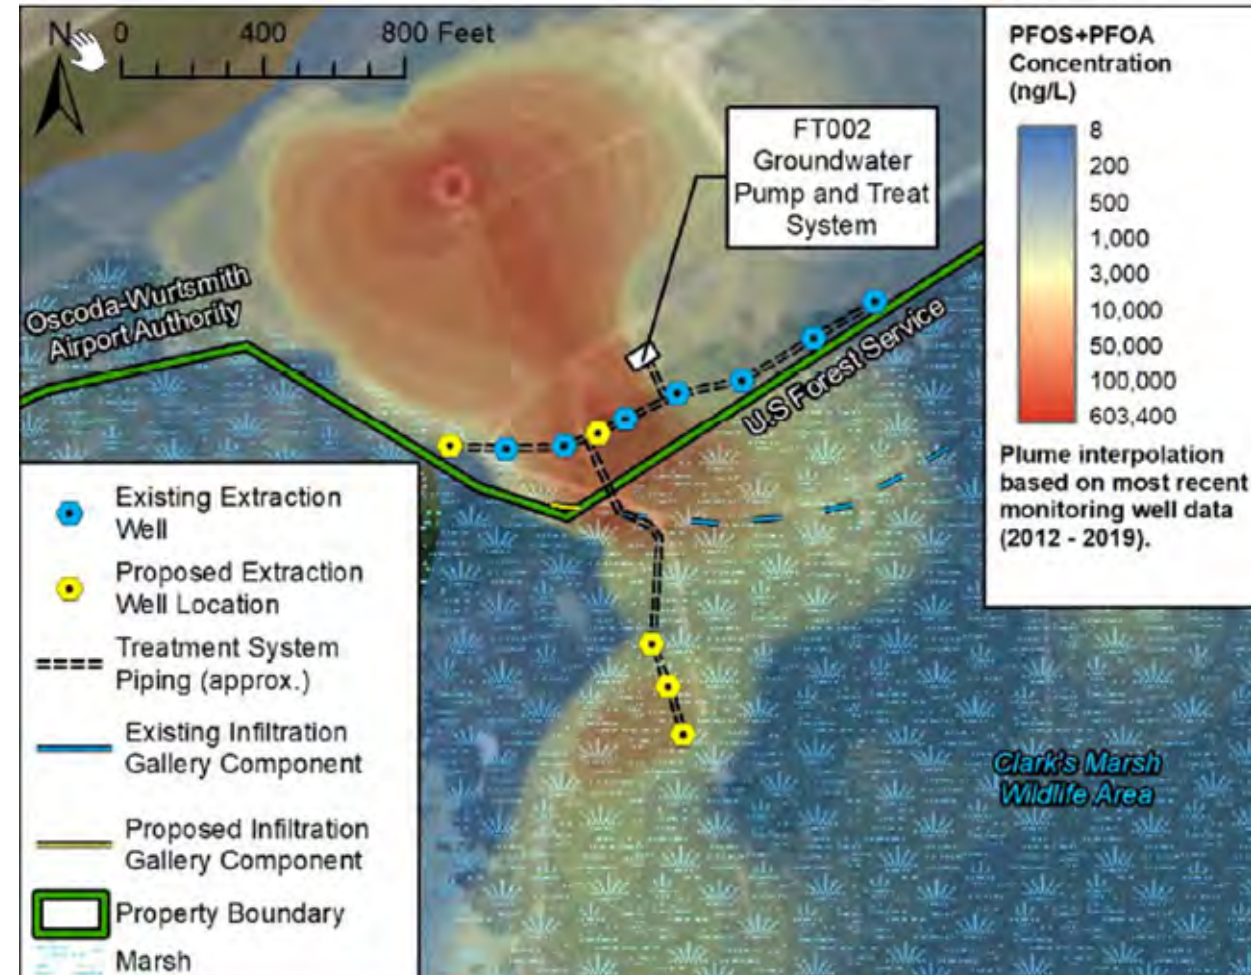 N
0 400 800 Feet
FT002
Groundwater
Pump and Treat
System
PFOS+PFOA
Concentration
(ng/L)
8
200
500
1,000
3,000
10,000
50,000
100,000
603,400
Plume interpolation
based on most recent
monitoring well data
(2012 - 2019).
Oscoda-Wurtsmith
Airport Authority
U.S Forest Service
Clark's Marsh
Wildlife Area
Existing Extraction
Well
Proposed Extraction
Well Location
Treatment System
Piping (approx.)
Existing Infiltration
Gallery Component
Proposed Infiltration
Gallery Component
Property Boundary
Marsh